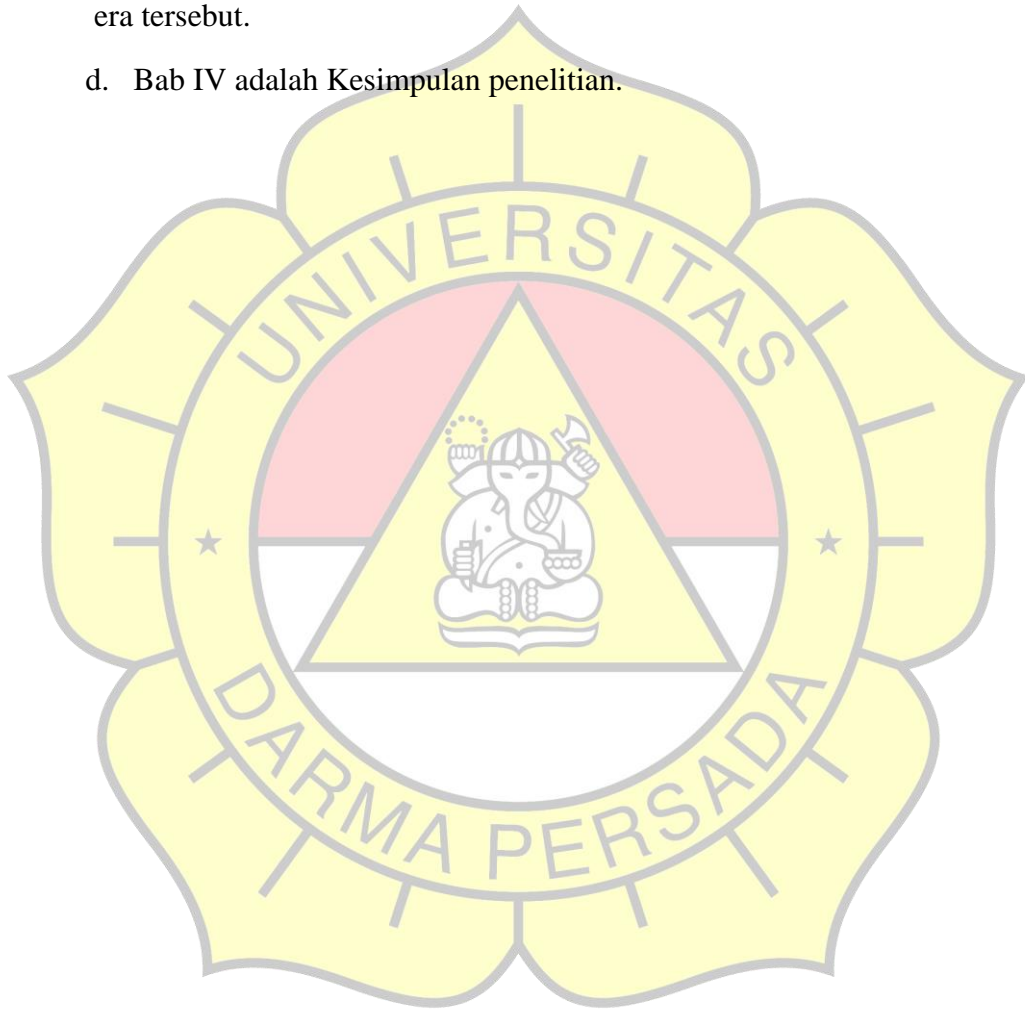 era tersebut.
d. Bab IV adalah Kesimpulan penelitian.
UNIVERSITAS
DARMA PERSADA